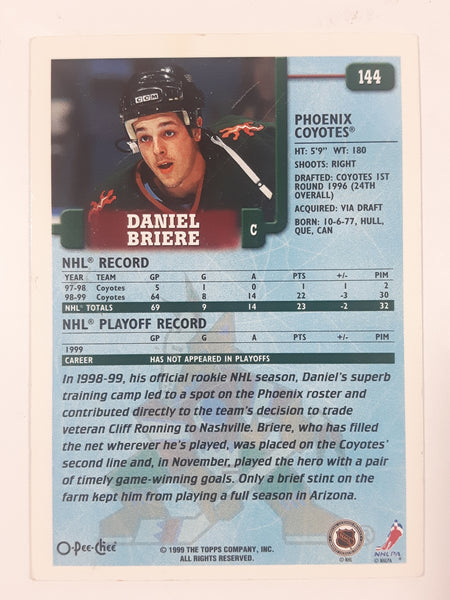 144
CCM
PHOENIX
COYOTES®
HT: 5'9" WT: 180
SHOOTS: RIGHT
DRAFTED: COYOTES 1ST
ROUND 1996 (24TH
OVERALL)
ACQUIRED: VIA DRAFT
BORN: 10-6-77, HULL,
QUE, CAN
DANIEL
BRIERE
C
NHL® RECORD
YEAR TEAM GP G A PTS +/- PIM
97-98 Coyotes 5 1 0 1 1 2
98-99 Coyotes 64 8 14 22 -3 30
NHL TOTALS 69 9 14 23 -2 32
NHL® PLAYOFF RECORD
GP G A PTS +/- PIM
1999
CAREER HAS NOT APPEARED IN PLAYOFFS
In 1998-99, his official rookie NHL season, Daniel's superb
training camp led to a spot on the Phoenix roster and
contributed directly to the team's decision to trade
veteran Cliff Ronning to Nashville. Briere, who has filled
the net wherever he's played, was placed on the Coyotes'
second line and, in November, played the hero with a pair
of timely game-winning goals. Only a brief stint on the
farm kept him from playing a full season in Arizona.
O-Pee-Chee®
© 1999 THE TOPPS COMPANY, INC.
ALL RIGHTS RESERVED.
© NHL
NHLPA
© NHLPA